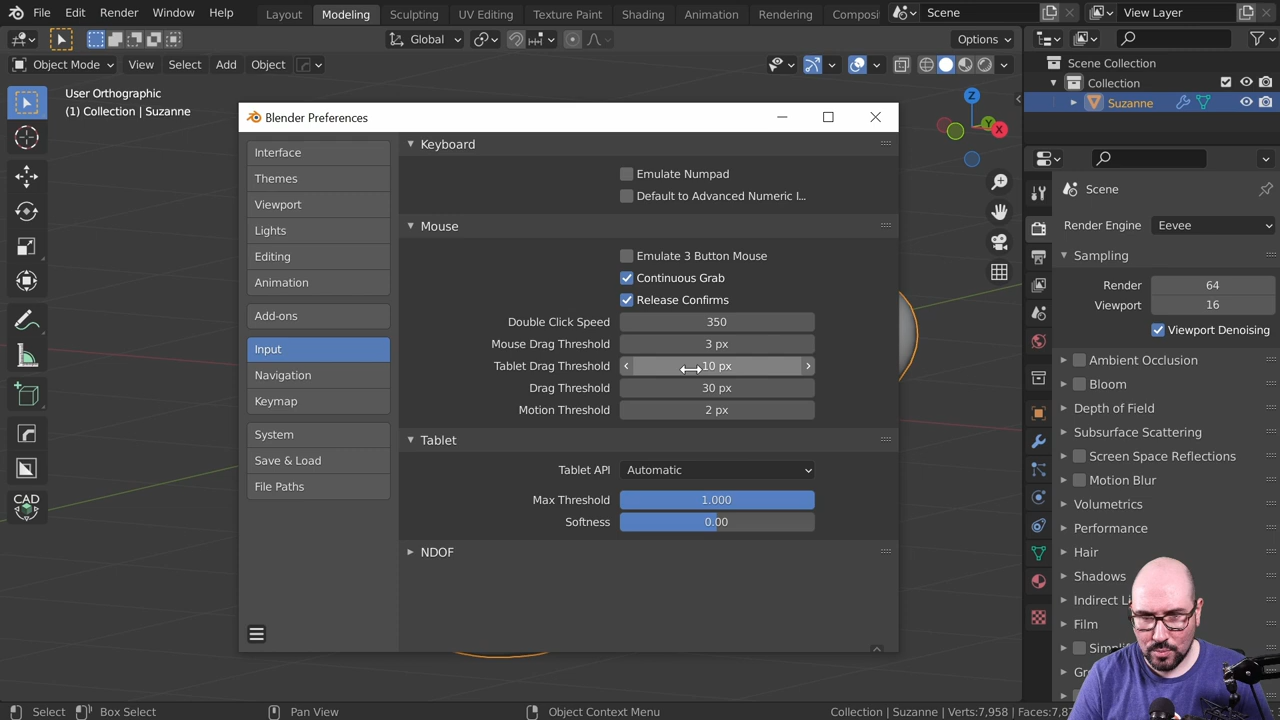 File Edit Render Window Help Layout Modeling Sculpting UV Editing Texture Paint Shading Animation Rendering Scene View Layer
Global Options
Object Mode View Select Add Object
User Orthographic
(1) Collection | Suzanne
Z
Y
X
Scene Collection
Collection
Suzanne
Blender Preferences
Interface
Themes
Viewport
Lights
Editing
Animation
Add-ons
Input
Navigation
Keymap
System
Save & Load
File Paths
Keyboard
Emulate Numpad
Default to Advanced Numeric I...
Mouse
Emulate 3 Button Mouse
Continuous Grab
Release Confirms
Double Click Speed 350
Mouse Drag Threshold 3 px
Tablet Drag Threshold 10 px
Drag Threshold 30 px
Motion Threshold 2 px
Tablet
Tablet API Automatic
Max Threshold 1.000
Softness 0.00
NDOF
CAD
Scene
Render Engine Eevee
Sampling
Render 64
Viewport 16
Viewport Denoising
Ambient Occlusion
Bloom
Depth of Field
Subsurface Scattering
Screen Space Reflections
Motion Blur
Volumetrics
Performance
Hair
Shadows
Film
Select Box Select Pan View Object Context Menu Collection | Suzanne | Verts:7,958 | Faces:7,87